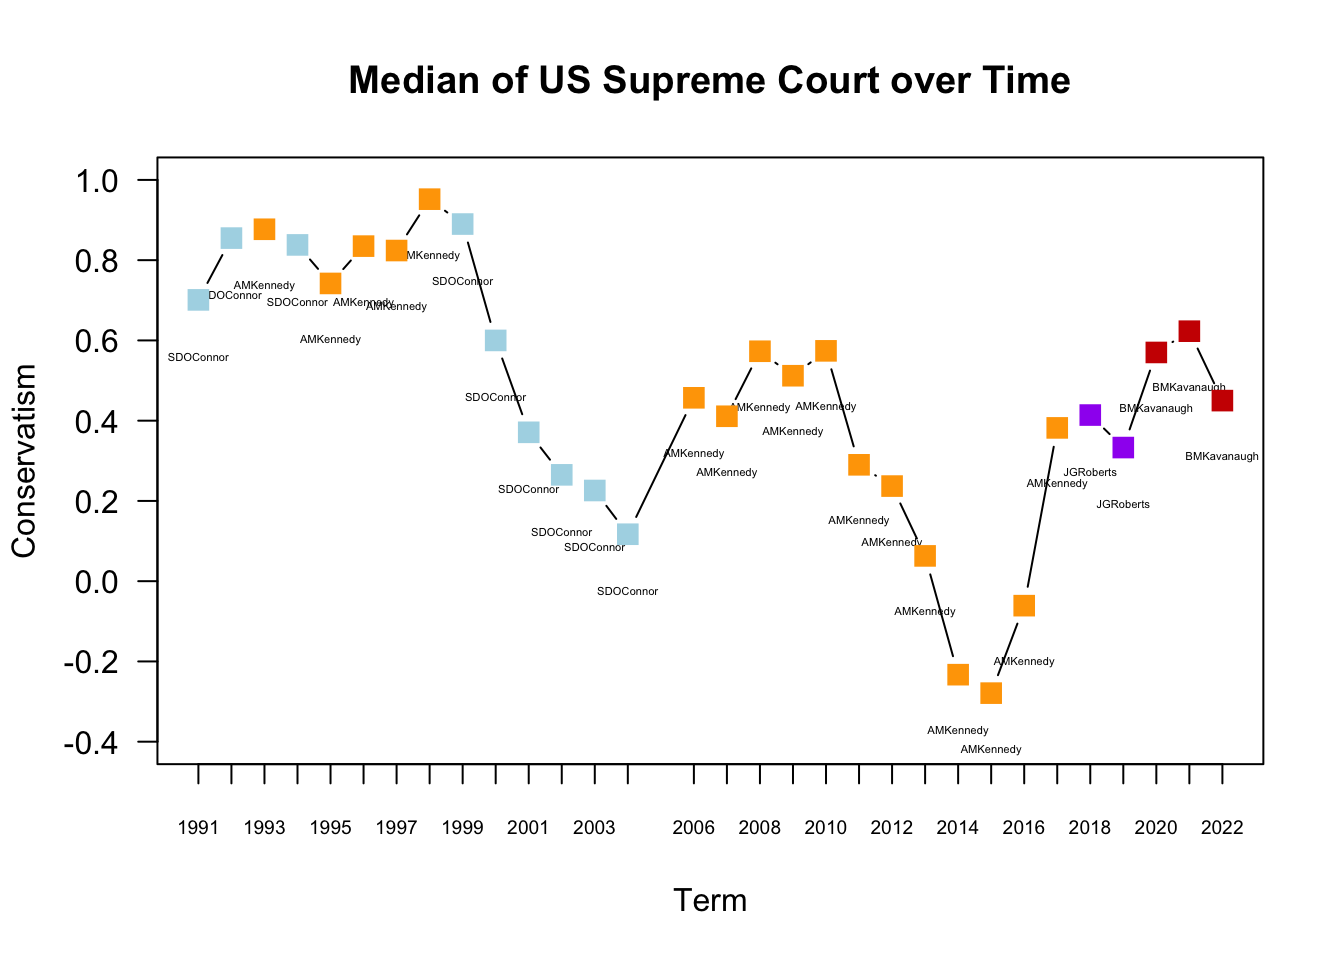 Median of US Supreme Court over Time
Conservatism
1.0
0.8
0.6
0.4
0.2
0.0
-0.2
-0.4
SDOConnor
DOConnor
AMKennedy
SDOConnor
AMKennedy
AMKennedy
AMKennedy
MKennedy
SDOConnor
SDOConnor
SDOConnor
SDOConnor
SDOConnor
SDOConnor
AMKennedy
AMKennedy
AMKennedy
AMKennedy
AMKennedy
AMKennedy
AMKennedy
AMKennedy
AMKennedy
AMKennedy
AMKennedy
AMKennedy
JGRoberts
JGRoberts
BMKavanaugh
BMKavanaugh
BMKavanaugh
1991 1993 1995 1997 1999 2001 2003 2006 2008 2010 2012 2014 2016 2018 2020 2022
Term